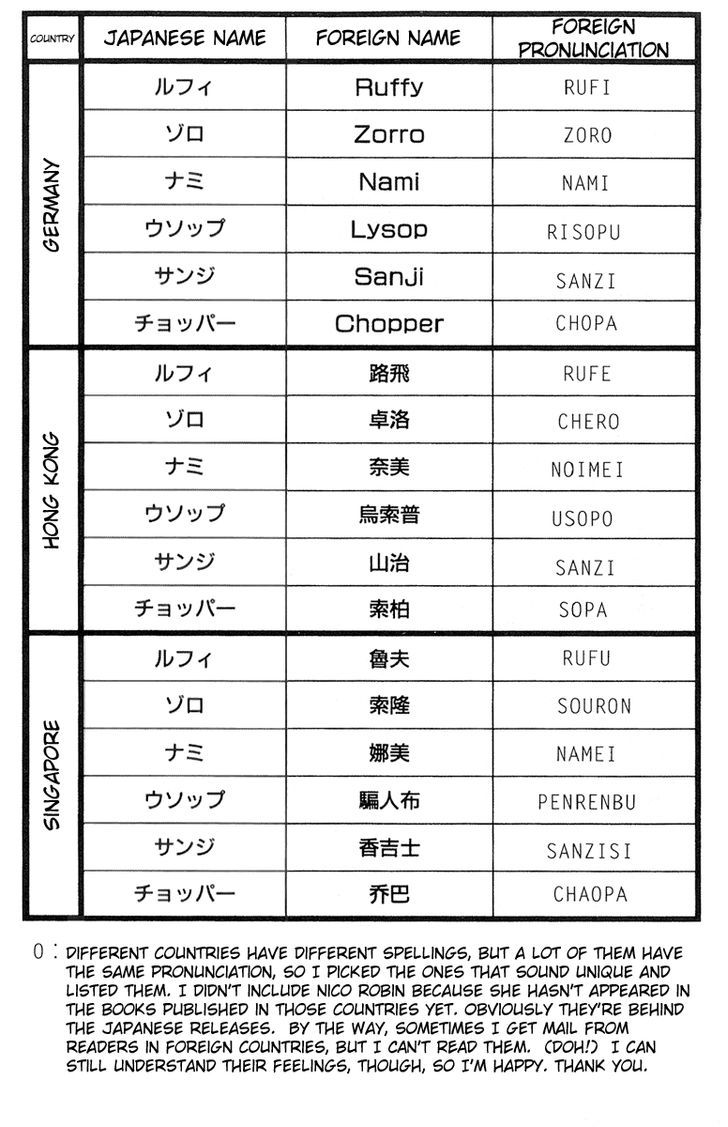 COUNTRY JAPANESE NAME FOREIGN NAME FOREIGN PRONUNCIATION
GERMANY
ルフィ Ruffy RUFI
ゾロ Zorro ZORO
ナミ Nami NAMI
ウソップ Lysop RISOPU
サンジ Sanji SANZI
チョッパー Chopper CHOPA
HONG KONG
ルフィ 路飛 RUFE
ゾロ 卓洛 CHERO
ナミ 奈美 NOIMEI
ウソップ 烏索普 USOPO
サンジ 山治 SANZI
チョッパー 索柏 SOPA
SINGAPORE
ルフィ 魯夫 RUFU
ゾロ 索隆 SOURON
ナミ 娜美 NAMEI
ウソップ 騙人布 PENRENBU
サンジ 香吉士 SANZISI
チョッパー 乔巴 CHAOPA
O : DIFFERENT COUNTRIES HAVE DIFFERENT SPELLINGS, BUT A LOT OF THEM HAVE
THE SAME PRONUNCIATION, SO I PICKED THE ONES THAT SOUND UNIQUE AND
LISTED THEM. I DIDN'T INCLUDE NICO ROBIN BECAUSE SHE HASN'T APPEARED IN
THE BOOKS PUBLISHED IN THOSE COUNTRIES YET. OBVIOUSLY THEY'RE BEHIND
THE JAPANESE RELEASES. BY THE WAY, SOMETIMES I GET MAIL FROM
READERS IN FOREIGN COUNTRIES, BUT I CAN'T READ THEM. (DOH!) I CAN
STILL UNDERSTAND THEIR FEELINGS, THOUGH, SO I'M HAPPY. THANK YOU.